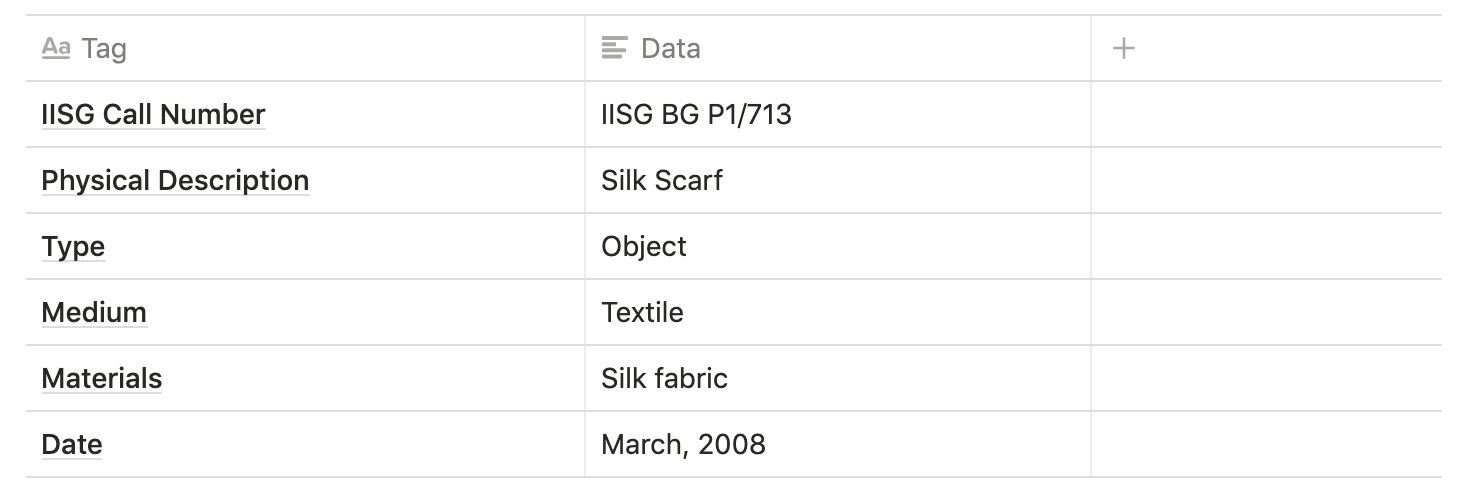 Aa Tag Data +
IISG Call Number IISG BG P1/713
Physical Description Silk Scarf
Type Object
Medium Textile
Materials Silk fabric
Date March, 2008